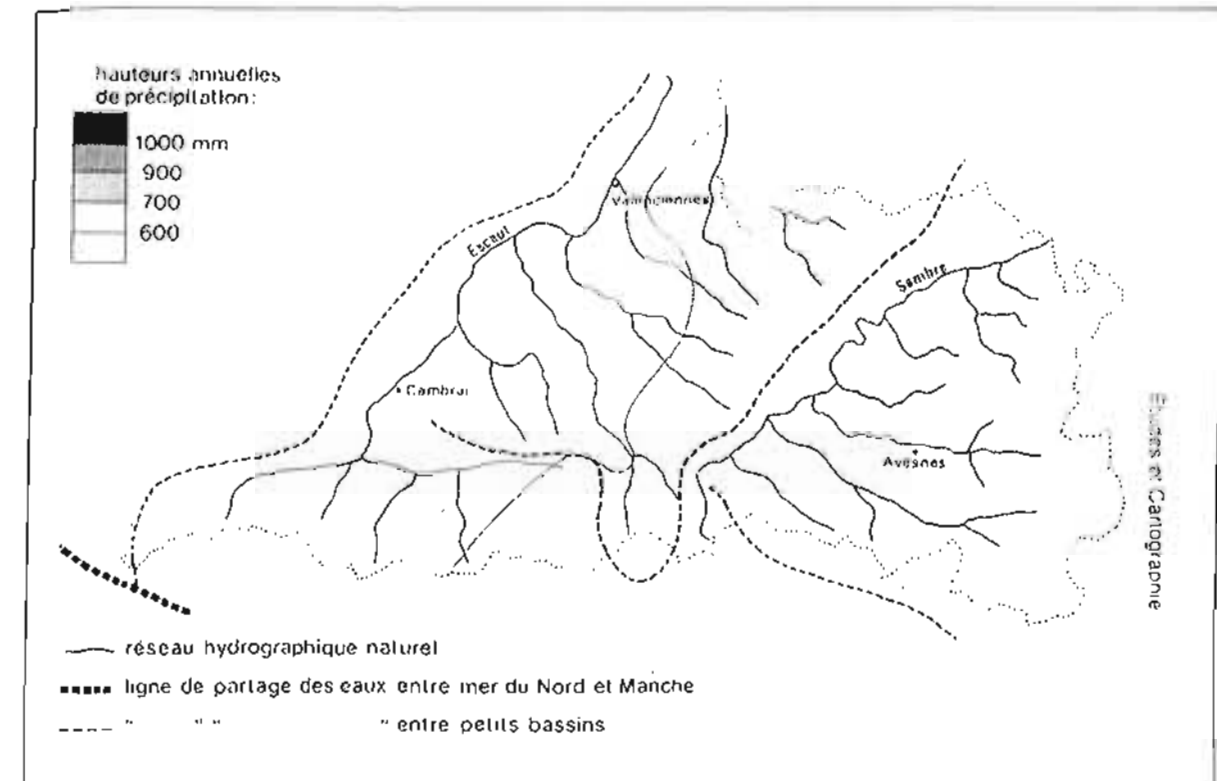 hauteurs annuelles
de précipitation:
1000 mm
900
700
600
Valenciennes
Escaut
Sambre
Cambrai
Avesnes
Etudes et Cartographie
réseau hydrographique naturel
ligne de partage des eaux entre mer du Nord et Manche
" " " " entre petits bassins